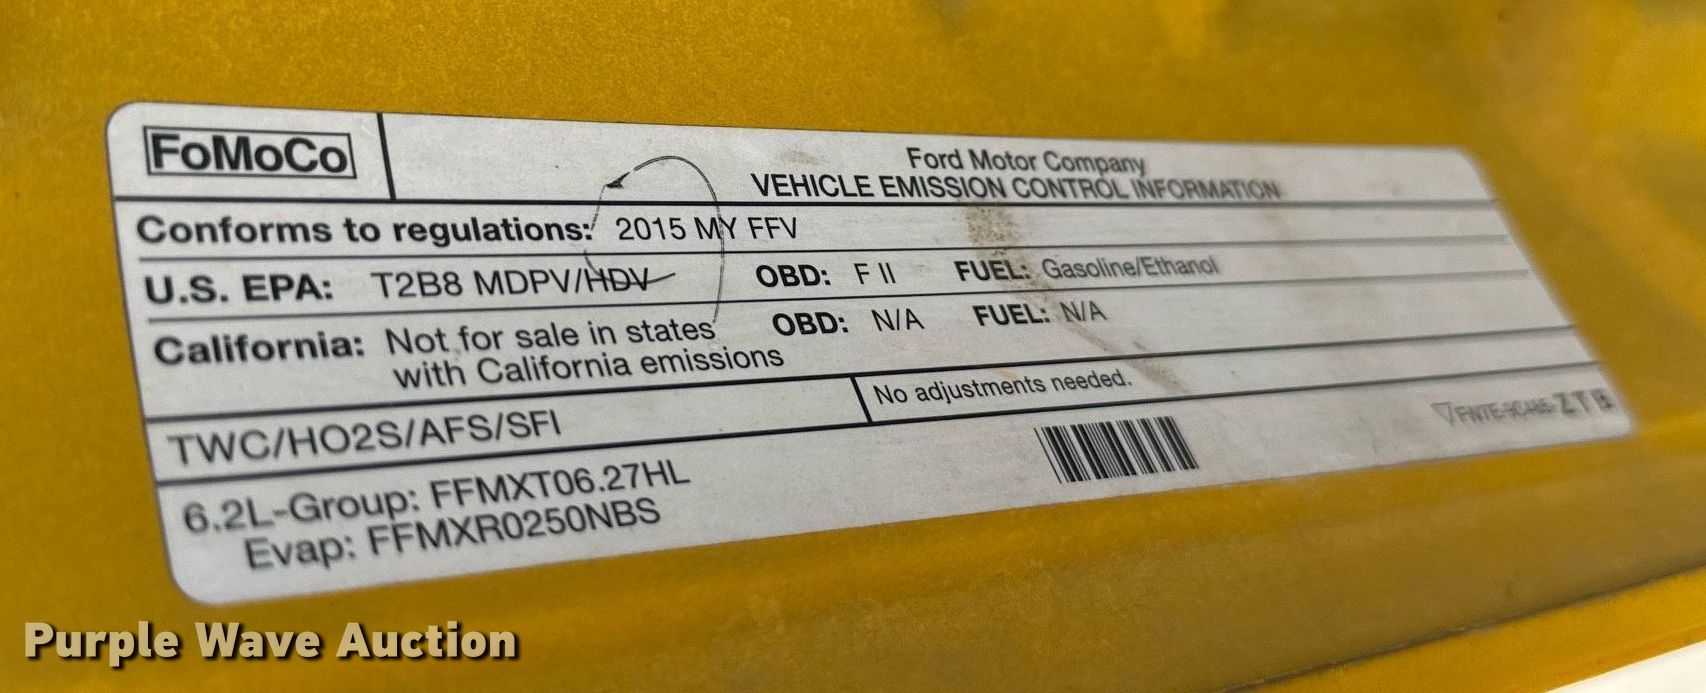 FoMoCo
Ford Motor Company
VEHICLE EMISSION CONTROL INFORMATION
Conforms to regulations: 2015 MY FFV
U.S. EPA: T2B8 MDPV/HDV OBD: F II FUEL: Gasoline/Ethanol
California: Not for sale in states OBD: N/A FUEL: N/A
with California emissions
TWC/HO2S/AFS/SFI
No adjustments needed.
6.2L-Group: FFMXT06.27HL
Evap: FFMXR0250NBS
Purple Wave Auction